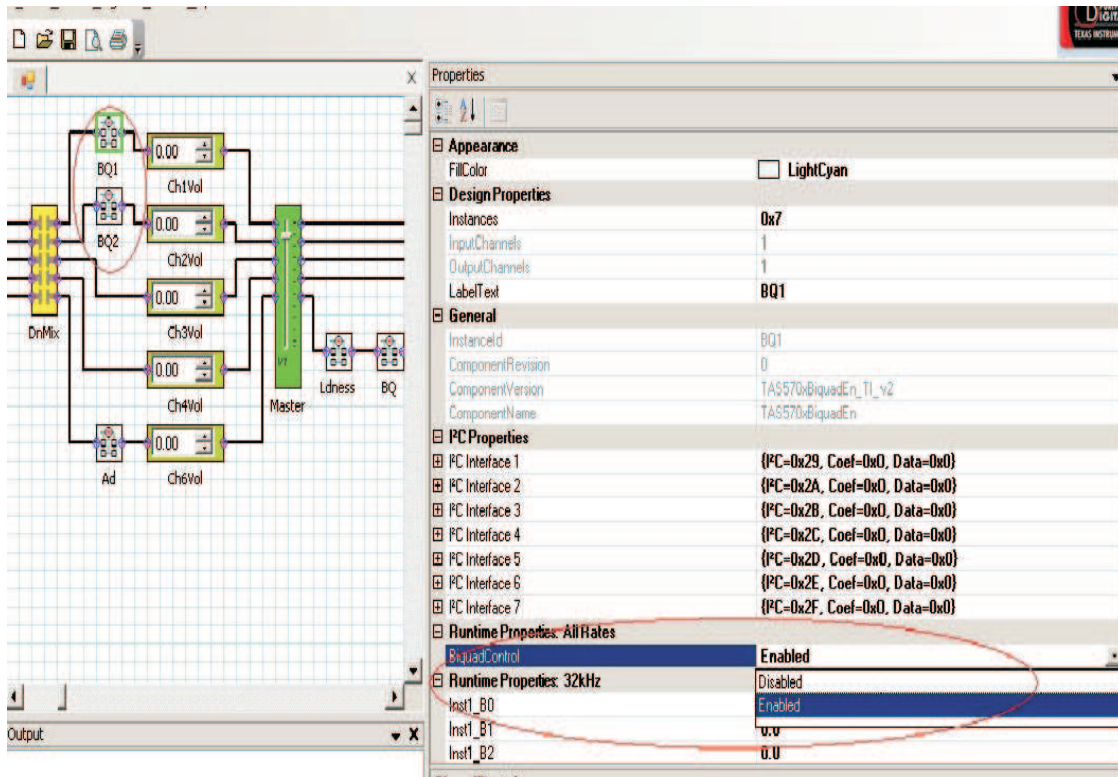 DIGIT
TEXAS INSTRUM
Properties
Appearance
FillColor LightCyan
Design Properties
Instances 0x7
InputChannels 1
OutputChannels 1
LabelText BQ1
General
InstanceId BQ1
ComponentRevision 0
ComponentVersion TAS570xBiquadEn_TI_v2
ComponentName TAS570xBiquadEn
I²C Properties
I²C Interface 1 {I²C=0x29, Coef=0x0, Data=0x0}
I²C Interface 2 {I²C=0x2A, Coef=0x0, Data=0x0}
I²C Interface 3 {I²C=0x2B, Coef=0x0, Data=0x0}
I²C Interface 4 {I²C=0x2C, Coef=0x0, Data=0x0}
I²C Interface 5 {I²C=0x2D, Coef=0x0, Data=0x0}
I²C Interface 6 {I²C=0x2E, Coef=0x0, Data=0x0}
I²C Interface 7 {I²C=0x2F, Coef=0x0, Data=0x0}
Runtime Properties: All Rates
BiquadControl Enabled
Disabled
Enabled
Runtime Properties: 32kHz
Inst1_B0
Inst1_B1 0.0
Inst1_B2 0.0
BQ1
0.00
Ch1Vol
BQ2
0.00
Ch2Vol
0.00
Ch3Vol
DnMix
0.00
Ch4Vol
V1
Master
Ldness
BQ
Ad
0.00
Ch6Vol
Output